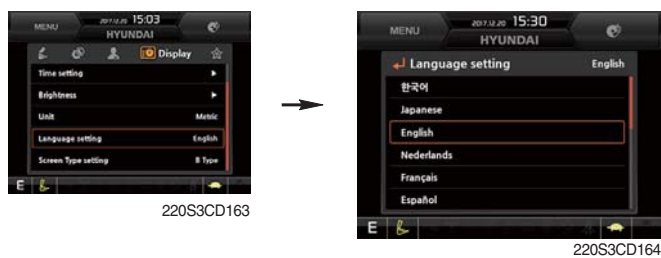 MENU
2017.12.20 15:03
HYUNDAI
Display
Time setting
Brightness
Unit Metric
Language setting English
Screen Type setting B Type
E
220S3CD163
MENU
2017.12.20 15:30
HYUNDAI
Language setting English
한국어
Japanese
English
Nederlands
Français
Español
E
220S3CD164